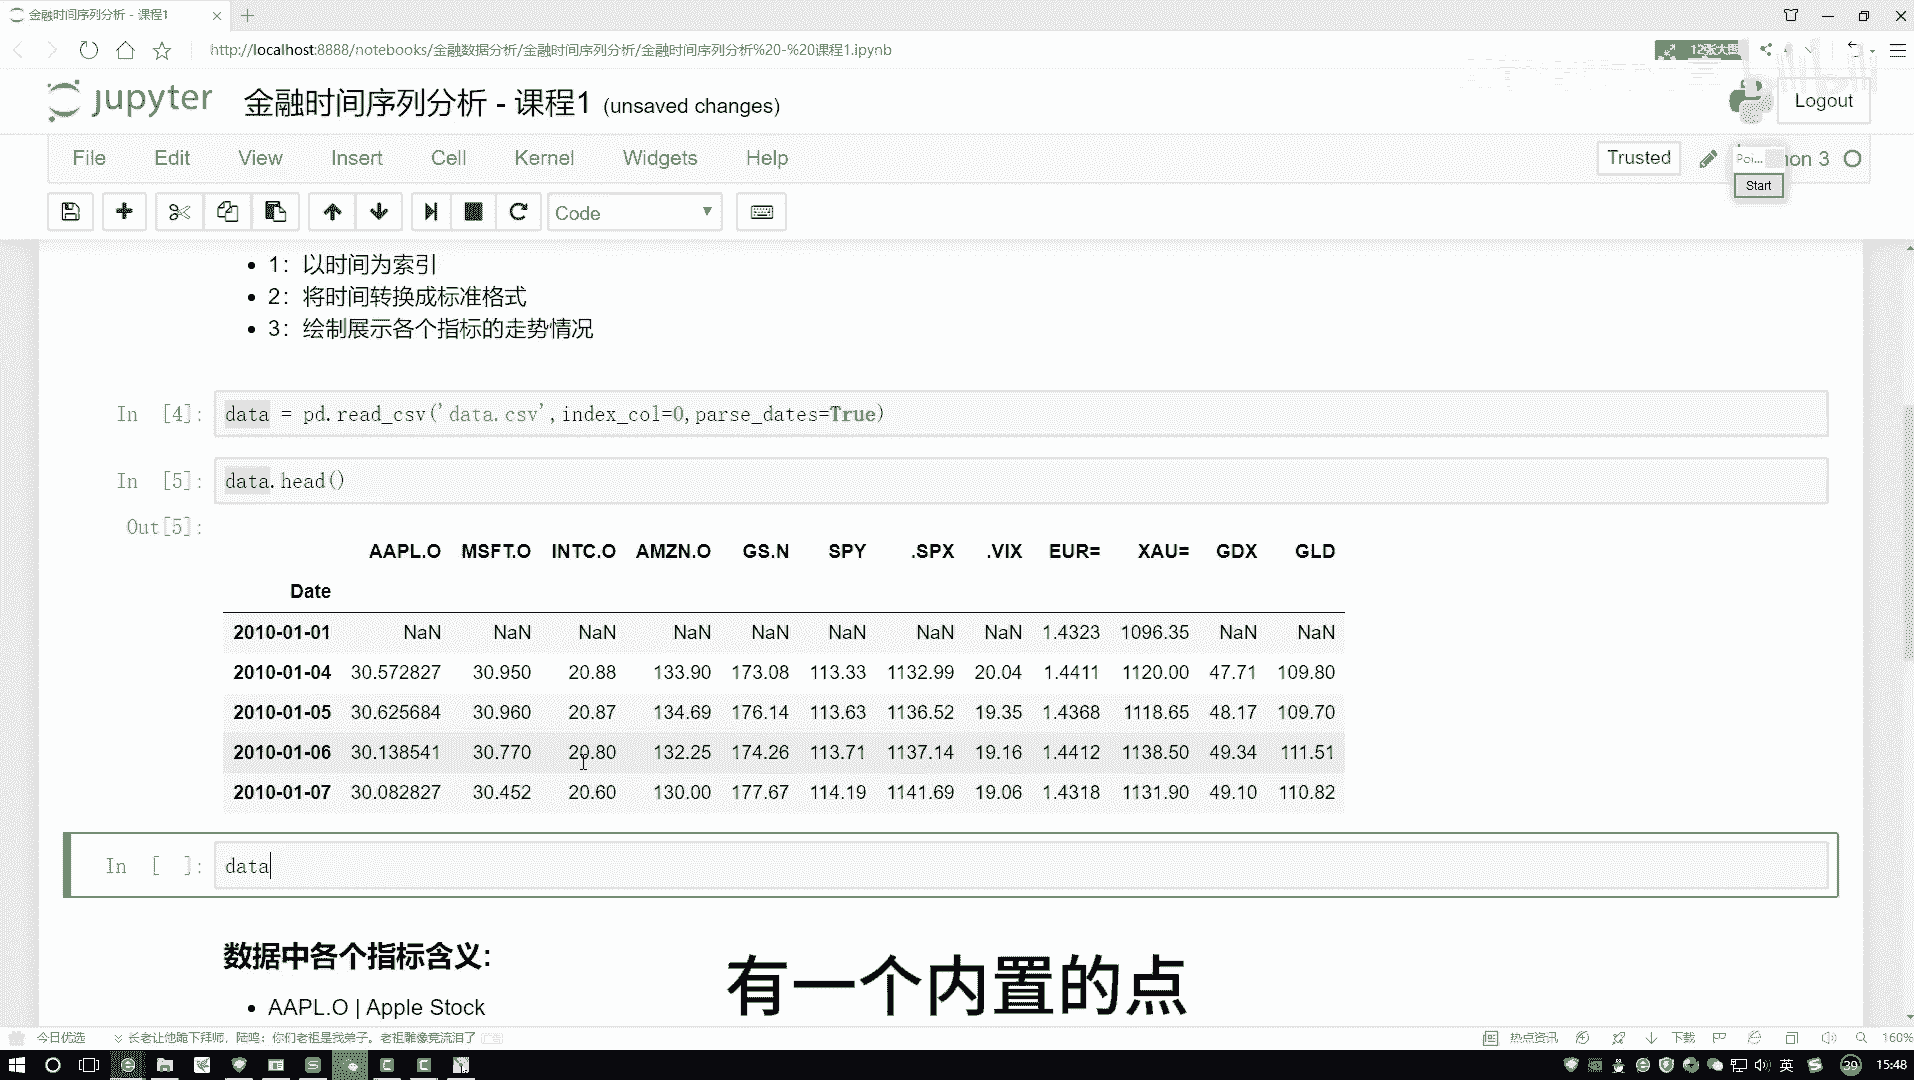 金融时间序列分析 - 课程1
http://localhost:8888/notebooks/金融数据分析/金融时间序列分析/金融时间序列分析%20-%20课程1.ipynb
12张大图
jupyter 金融时间序列分析 - 课程1 (unsaved changes)
Logout
File Edit View Insert Cell Kernel Widgets Help
Trusted
Poi... hon 3
Start
Code
1：以时间为索引
2：将时间转换成标准格式
3：绘制展示各个指标的走势情况
In [4]: data = pd.read_csv('data.csv',index_col=0,parse_dates=True)
In [5]: data.head()
Out[5]:
AAPL.O MSFT.O INTC.O AMZN.O GS.N SPY .SPX .VIX EUR= XAU= GDX GLD
Date
2010-01-01 NaN NaN NaN NaN NaN NaN NaN NaN 1.4323 1096.35 NaN NaN
2010-01-04 30.572827 30.950 20.88 133.90 173.08 113.33 1132.99 20.04 1.4411 1120.00 47.71 109.80
2010-01-05 30.625684 30.960 20.87 134.69 176.14 113.63 1136.52 19.35 1.4368 1118.65 48.17 109.70
2010-01-06 30.138541 30.770 20.80 132.25 174.26 113.71 1137.14 19.16 1.4412 1138.50 49.34 111.51
2010-01-07 30.082827 30.452 20.60 130.00 177.67 114.19 1141.69 19.06 1.4318 1131.90 49.10 110.82
In [ ]: data
数据中各个指标含义:
AAPL.O | Apple Stock
有一个内置的点
今日优选 长老让他跪下拜师，陆鸣：你们老祖是我弟子。老祖雕像竟流泪了
热点资讯 下载 160%
英 39 15:48